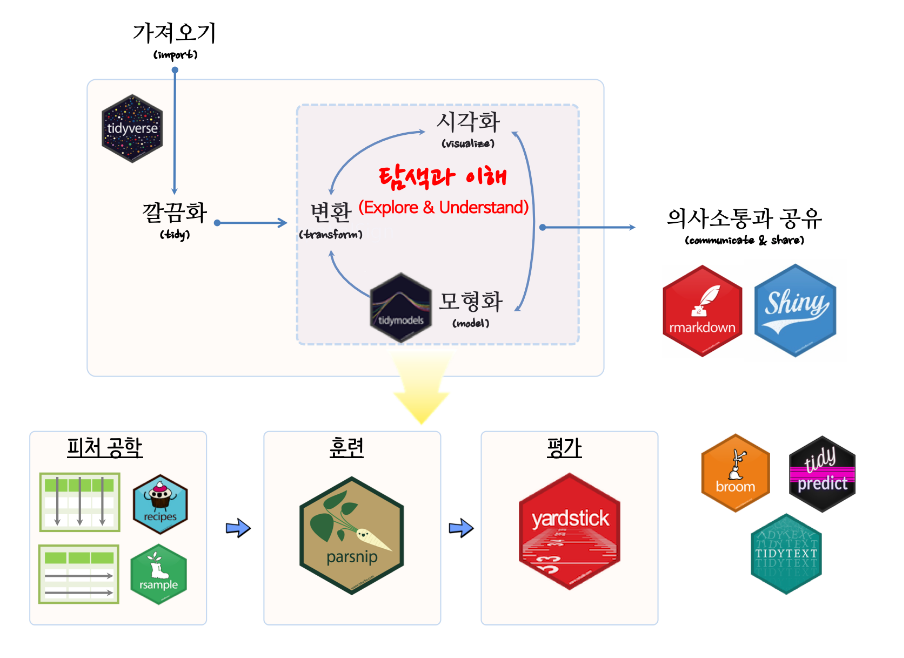 가져오기
(import)
tidyverse
시각화
(visualize)
탐색과 이해
(Explore & Understand)
깔끔화
(tidy)
변환
(transform)
의사소통과 공유
(communicate & share)
tidymodels
모형화
(model)
rmarkdown
Shiny
피처 공학
훈련
평가
recipes
rsample
parsnip
yardstick
broom
tidy
predict
TIDYTEXT